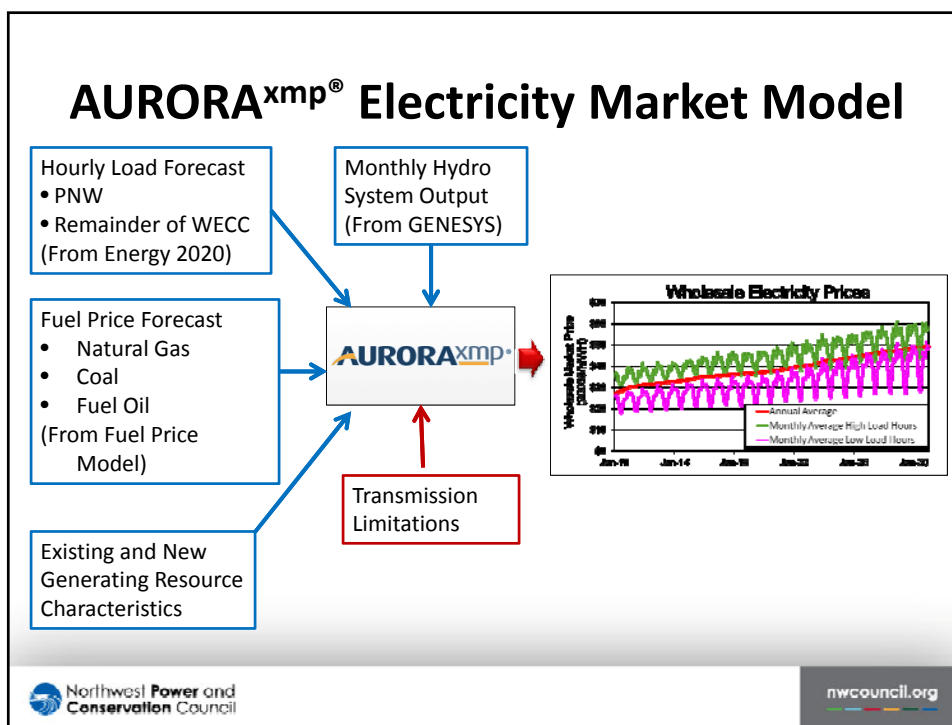 AURORAxmp® Electricity Market Model
Hourly Load Forecast
• PNW
• Remainder of WECC
(From Energy 2020)
Monthly Hydro
System Output
(From GENESYS)
Fuel Price Forecast
• Natural Gas
• Coal
• Fuel Oil
(From Fuel Price
Model)
AURORAxmp
Wholesale Electricity Prices
Wholesale Market Price
Annual Average
Monthly Average High Load Hours
Monthly Average Low Load Hours
Transmission
Limitations
Existing and New
Generating Resource
Characteristics
Northwest Power and
Conservation Council
nwcouncil.org